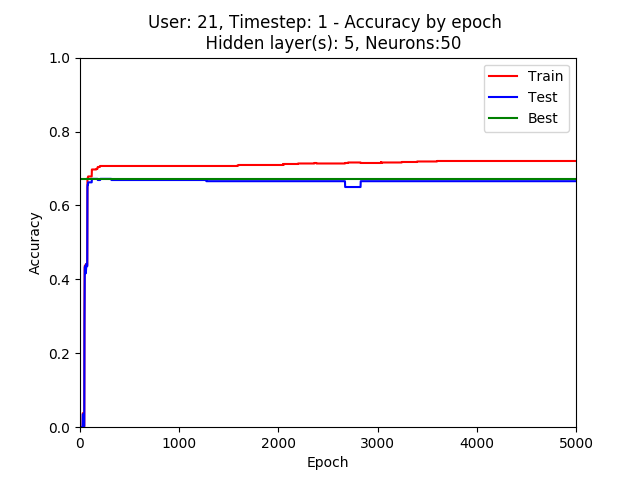 User: 21, Timestep: 1 - Accuracy by epoch
Hidden layer(s): 5, Neurons:50
1.0
Train
Test
Best
0.8
0.6
Accuracy
0.4
0.2
0.0
0 1000 2000 3000 4000 5000
Epoch